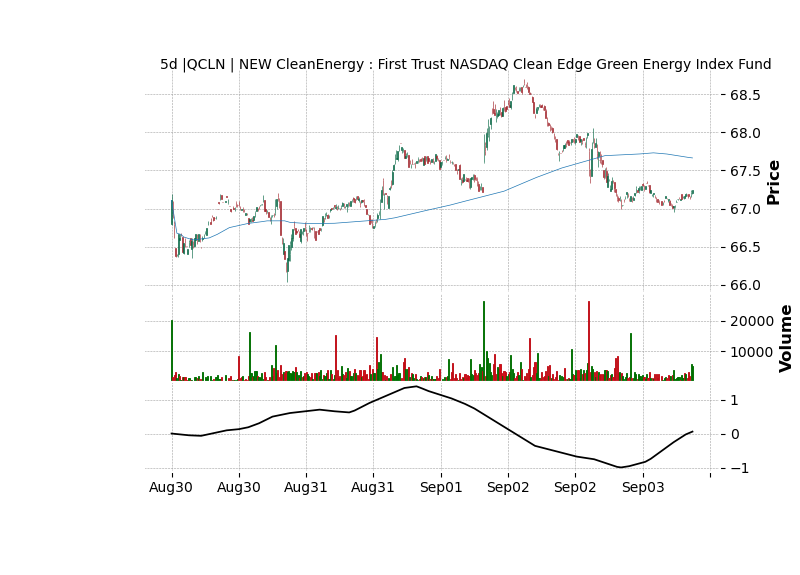 5d |QCLN | NEW CleanEnergy : First Trust NASDAQ Clean Edge Green Energy Index Fund
68.5
68.0
67.5
67.0
66.5
66.0
Price
20000
10000
Volume
1
0
−1
Aug30 Aug30 Aug31 Aug31 Sep01 Sep02 Sep02 Sep03